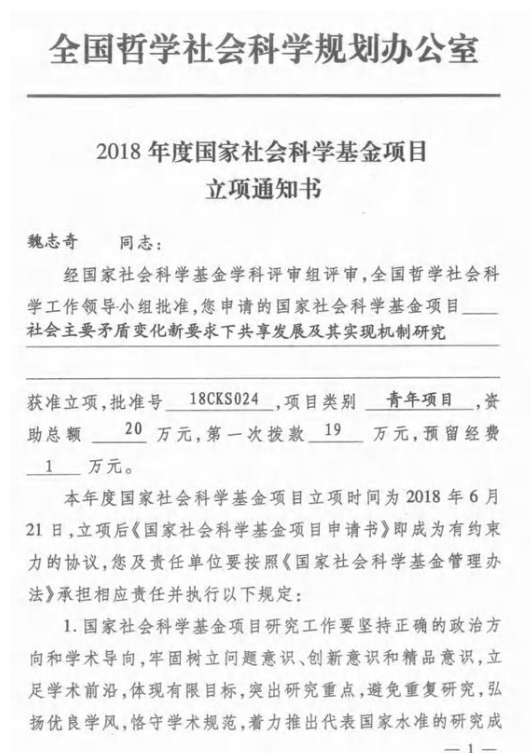 全国哲学社会科学规划办公室
2018 年度国家社会科学基金项目
立项通知书
魏志奇 同志：
经国家社会科学基金学科评审组评审,全国哲学社会科
学工作领导小组批准,您申请的国家社会科学基金项目
社会主要矛盾变化新要求下共享发展及其实现机制研究
获准立项,批准号 18CKS024 ,项目类别 青年项目 ,资
助总额 20 万元,第一次拨款 19 万元,预留经费
1 万元。
本年度国家社会科学基金项目立项时间为 2018 年 6 月
21 日,立项后《国家社会科学基金项目申请书》即成为有约束
力的协议,您及责任单位要按照《国家社会科学基金管理办
法》承担相应责任并执行以下规定：
1. 国家社会科学基金项目研究工作要坚持正确的政治方
向和学术导向,牢固树立问题意识、创新意识和精品意识,立
足学术前沿,体现有限目标,突出研究重点,避免重复研究,弘
扬优良学风,恪守学术规范,着力推出代表国家水准的研究成
— 1 —